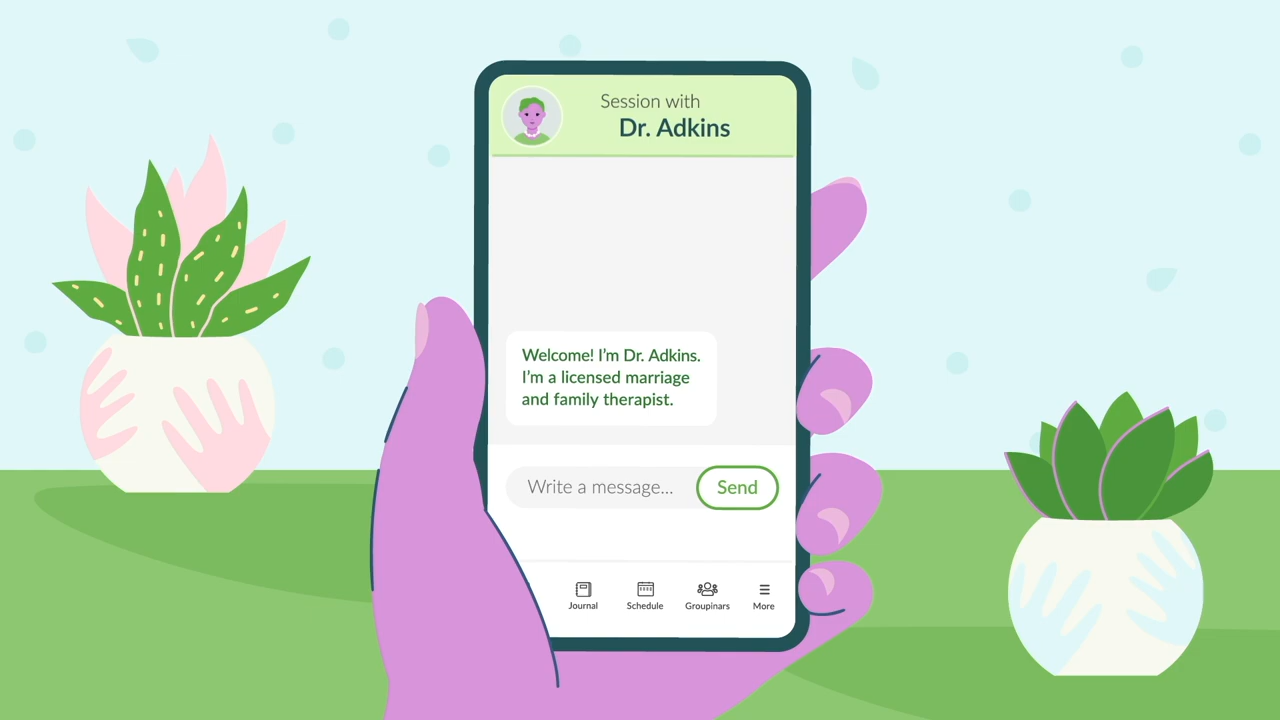 Session with
Dr. Adkins
Welcome! I'm Dr. Adkins.
I'm a licensed marriage
and family therapist.
Write a message...
Send
Journal
Schedule
Groupinars
More